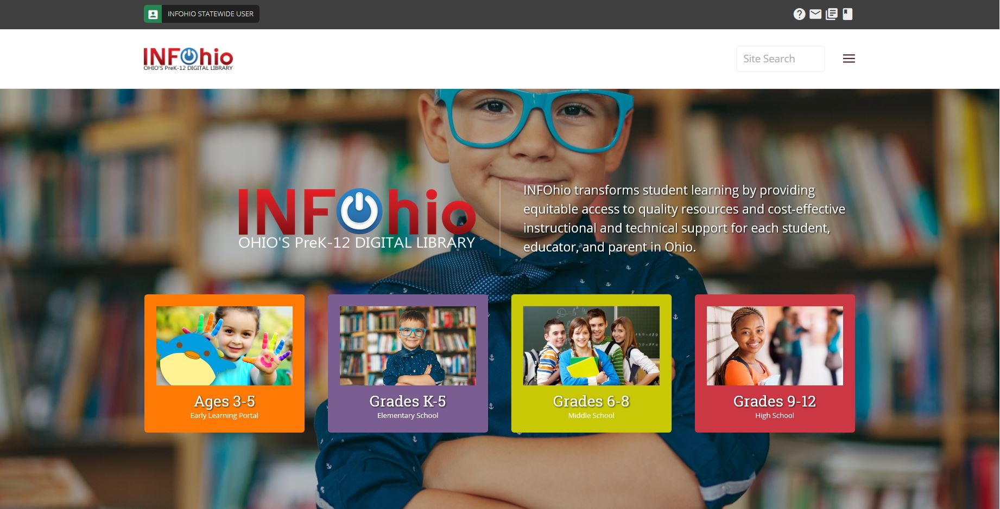 INFOHIO STATEWIDE USER
INFOhio
OHIO'S PreK-12 DIGITAL LIBRARY
Site Search
INFOhio
OHIO'S PreK-12 DIGITAL LIBRARY
INFOhio transforms student learning by providing
equitable access to quality resources and cost-effective
instructional and technical support for each student,
educator, and parent in Ohio.
Ages 3-5
Early Learning Portal
Grades K-5
Elementary School
Grades 6-8
Middle School
Grades 9-12
High School